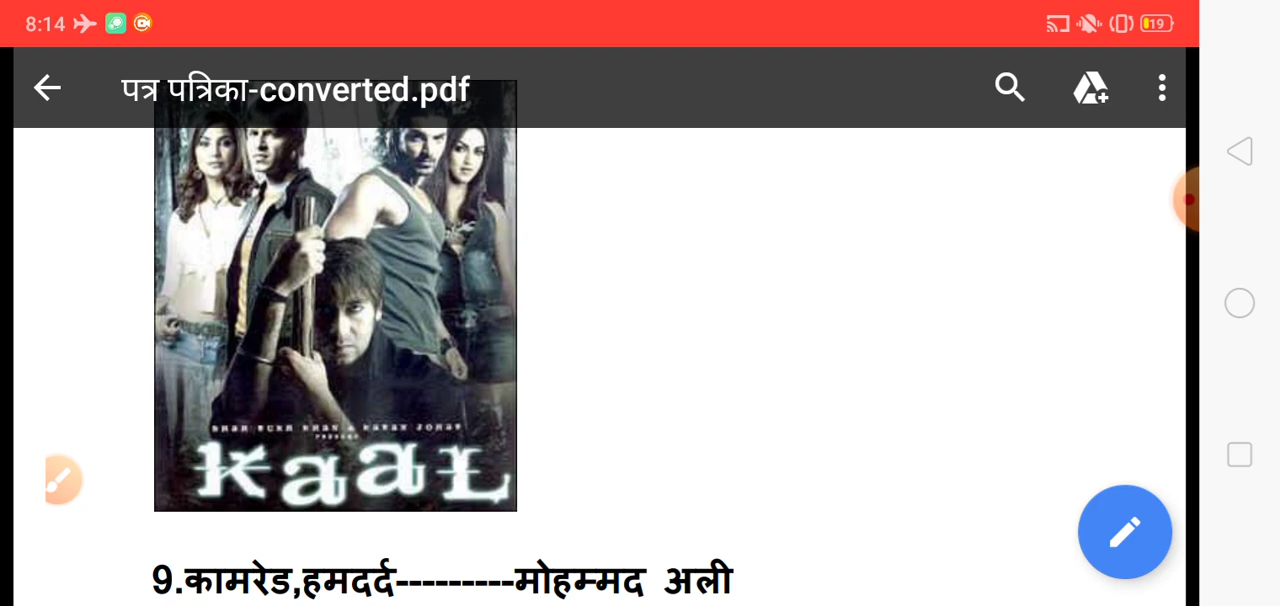 8:14
19
पत्र पत्रिका-converted.pdf
SHAH RUKH KHAN & KARAN JOHAR
PRESENT
KAAL
9.कामरेड,हमदर्द---------मोहम्मद अली